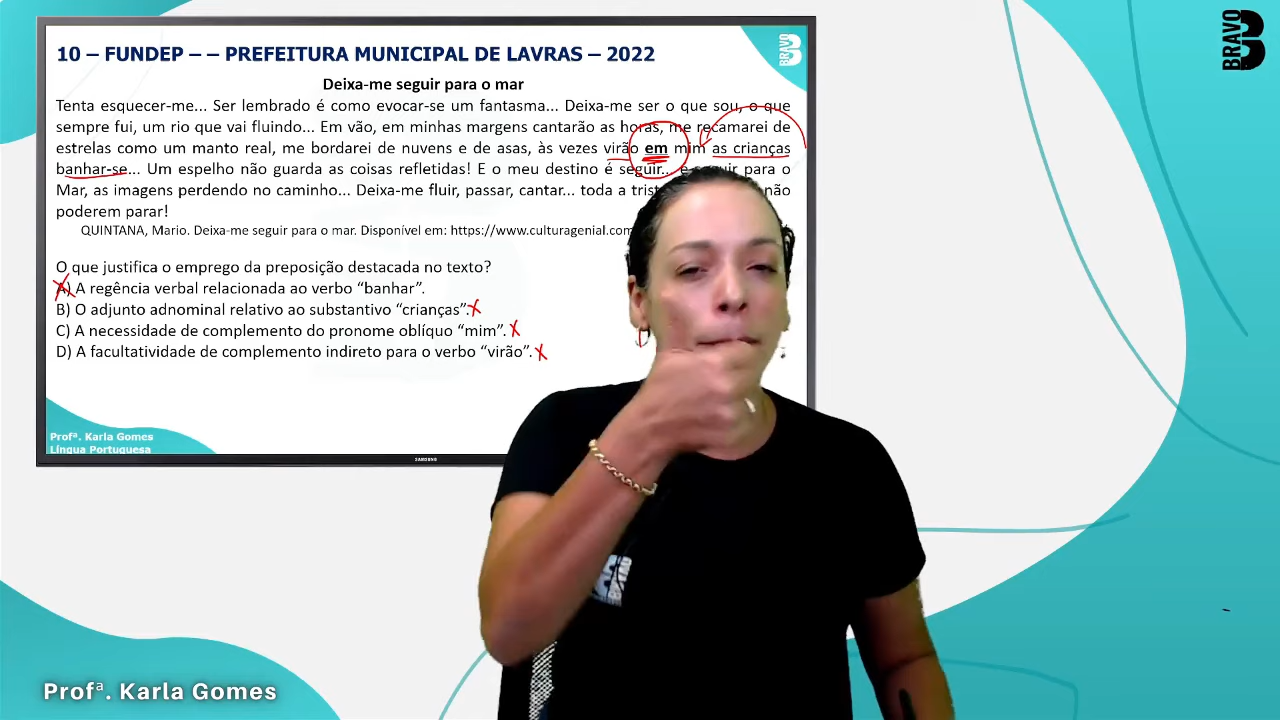 10 – FUNDEP – – PREFEITURA MUNICIPAL DE LAVRAS – 2022
BRAVO
BRAVO
Deixa-me seguir para o mar
Tenta esquecer-me... Ser lembrado é como evocar-se um fantasma... Deixa-me ser o que sou, o que
sempre fui, um rio que vai fluindo... Em vão, em minhas margens cantarão as horas, me recamarei de
estrelas como um manto real, me bordarei de nuvens e de asas, às vezes virão em mim as crianças
banhar-se... Um espelho não guarda as coisas refletidas! E o meu destino é seguir... é seguir para o
Mar, as imagens perdendo no caminho... Deixa-me fluir, passar, cantar... toda a não
poderem parar!
QUINTANA, Mario. Deixa-me seguir para o mar. Disponível em: https://www.culturagenial.com
O que justifica o emprego da preposição destacada no texto?
A) A regência verbal relacionada ao verbo “banhar”.
B) O adjunto adnominal relativo ao substantivo “crianças”.
C) A necessidade de complemento do pronome oblíquo “mim”.
D) A facultatividade de complemento indireto para o verbo “virão”.
Profª. Karla Gomes
Língua Portuguesa
SAMSUNG
Profª. Karla Gomes